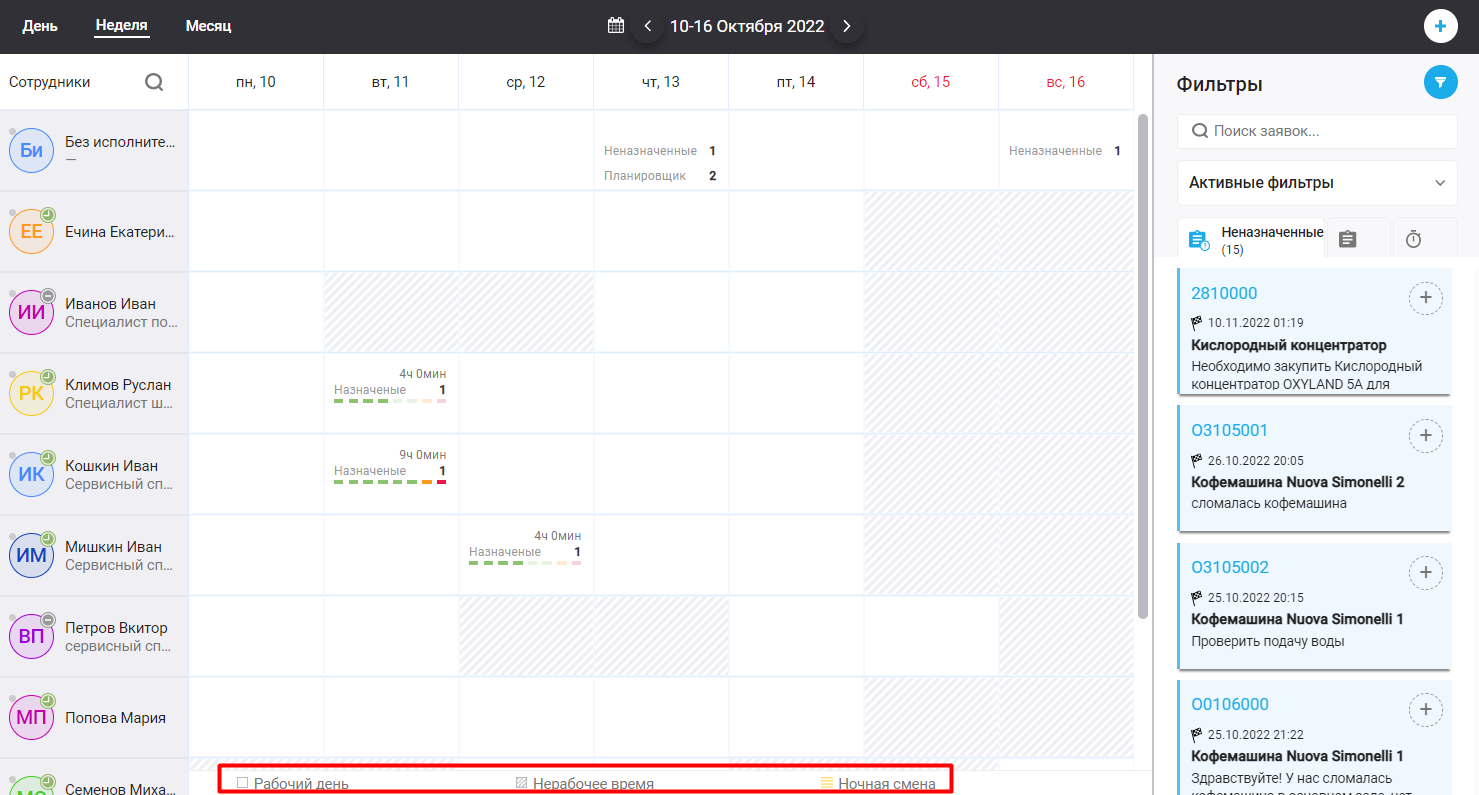 День Неделя Месяц 10-16 Октября 2022
Сотрудники пн, 10 вт, 11 ср, 12 чт, 13 пт, 14 сб, 15 вс, 16
Би Без исполните...
—
Неназначенные 1
Планировщик 2
Неназначенные 1
ЕЕ Ечина Екатери...
ИИ Иванов Иван
Специалист по...
РК Климов Руслан
Специалист ш...
4ч 0мин
Назначеные 1
ИК Кошкин Иван
Сервисный сп...
9ч 0мин
Назначеные 1
ИМ Мишкин Иван
Сервисный сп...
4ч 0мин
Назначеные 1
ВП Петров Вкитор
сервисный сп...
МП Попова Мария
Семенов Миха...
Рабочий день Нерабочее время Ночная смена
Фильтры
Поиск заявок...
Активные фильтры
Неназначенные
(15)
2810000
10.11.2022 01:19
Кислородный концентратор
Необходимо закупить Кислородный
концентратор OXYLAND 5A для
O3105001
26.10.2022 20:05
Кофемашина Nuova Simonelli 2
сломалась кофемашина
O3105002
25.10.2022 20:15
Кофемашина Nuova Simonelli 1
Проверить подачу воды
O0106000
25.10.2022 21:22
Кофемашина Nuova Simonelli 1
Здравствуйте! У нас сломалась